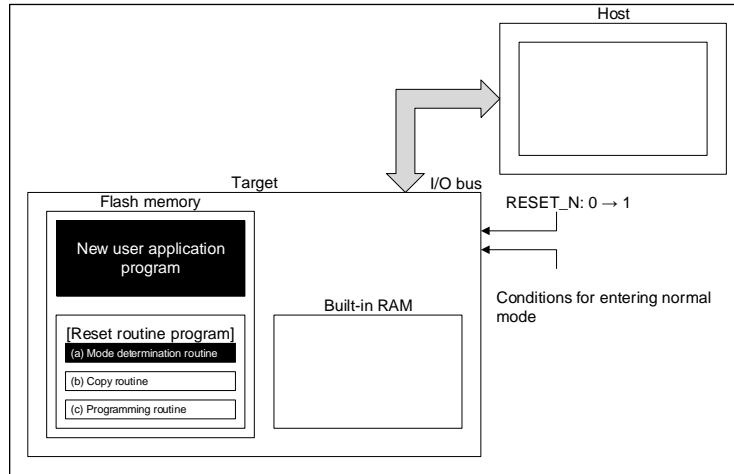 Host
Target
I/O bus
RESET_N: 0 → 1
Flash memory
New user application
program
Conditions for entering normal
mode
Built-in RAM
[Reset routine program]
(a) Mode determination routine
(b) Copy routine
(c) Programming routine